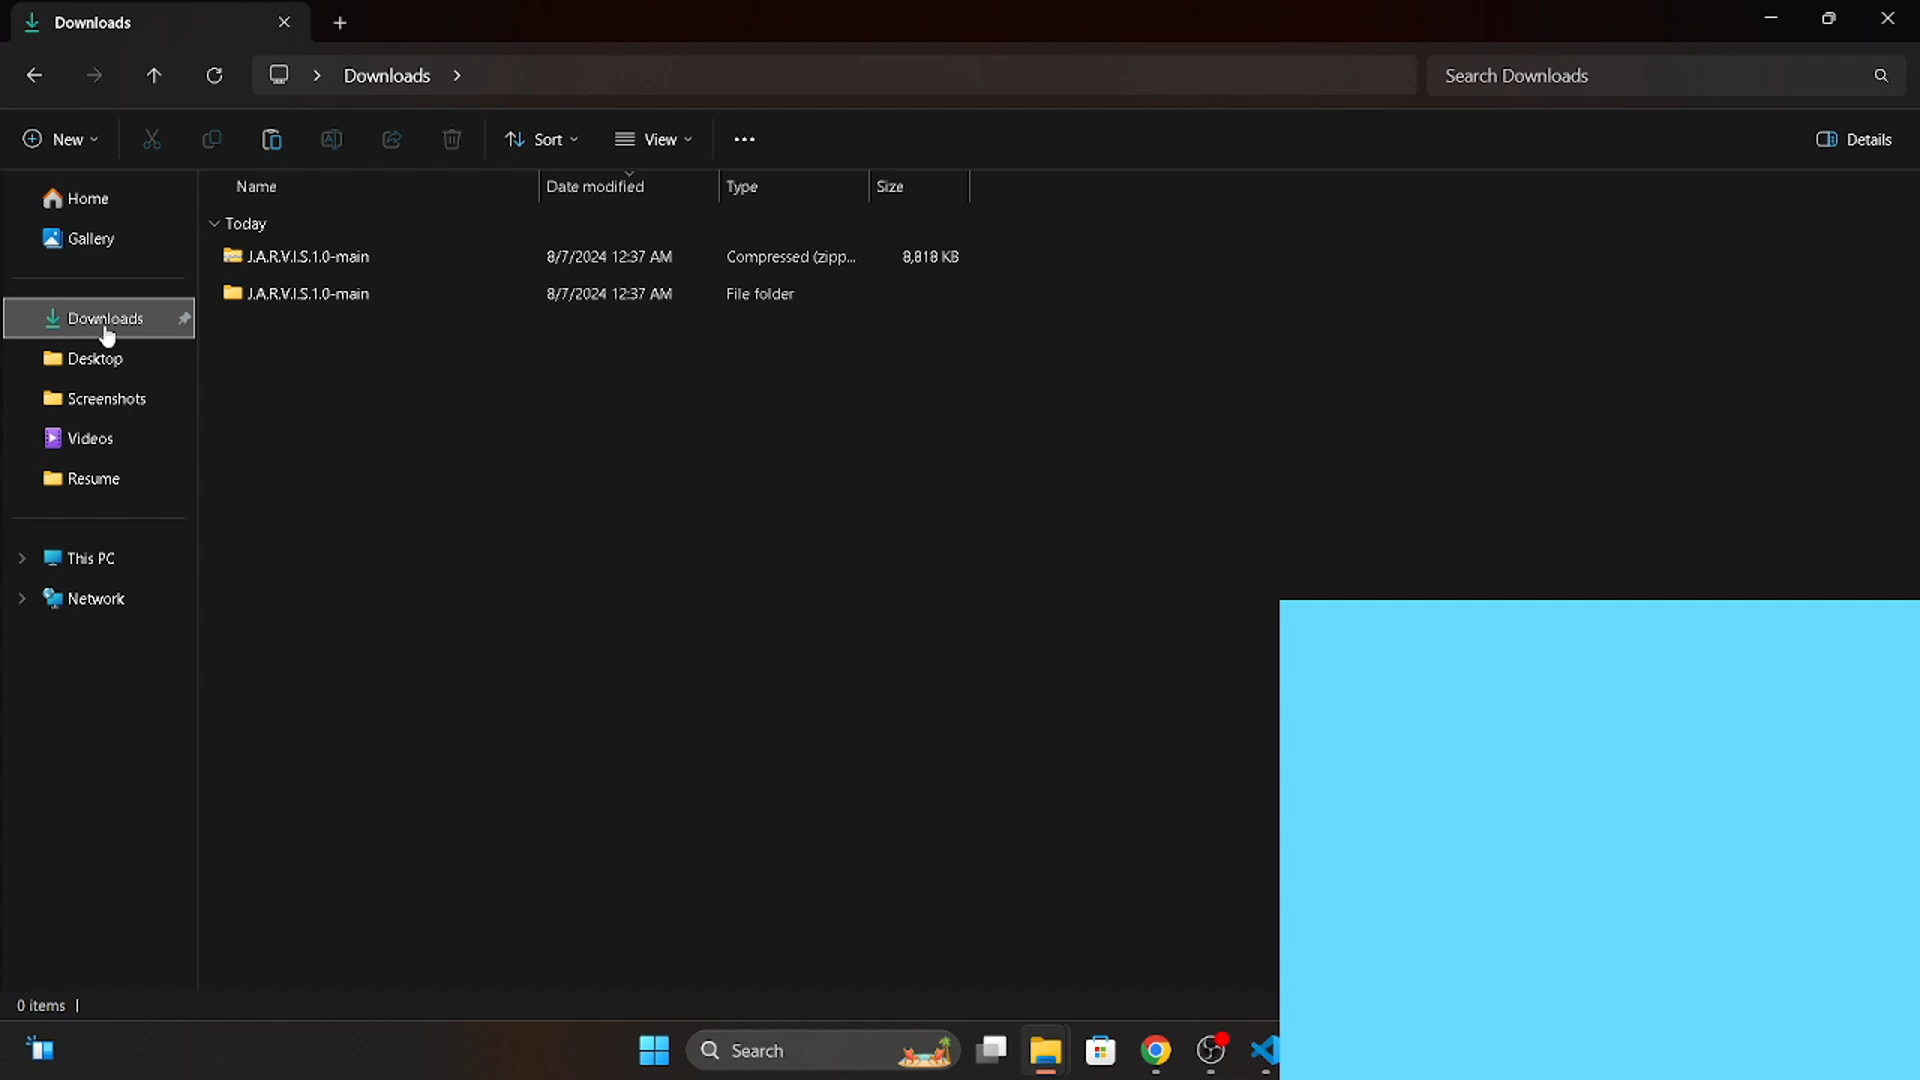 Downloads
Downloads
Search Downloads
New
Sort
View
Details
Home
Gallery
Downloads
Desktop
Screenshots
Videos
Resume
This PC
Network
Name Date modified Type Size
Today
J.A.R.V.I.S.1.0-main 8/7/2024 12:37 AM Compressed (zipp... 8,818 KB
J.A.R.V.I.S.1.0-main 8/7/2024 12:37 AM File folder
0 items
Search